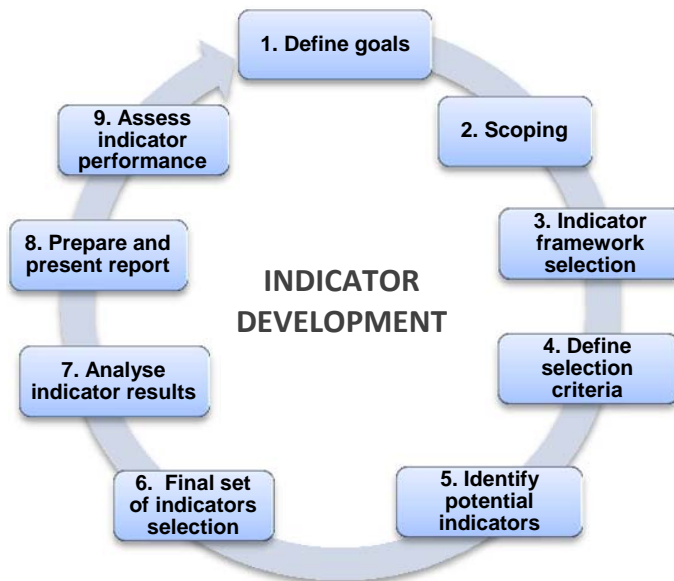 1. Define goals
2. Scoping
3. Indicator
framework
selection
4. Define
selection
criteria
5. Identify
potential
indicators
6.  Final set
of indicators
selection
7. Analyse
indicator results
8. Prepare and
present report
9. Assess
indicator
performance
INDICATOR
DEVELOPMENT